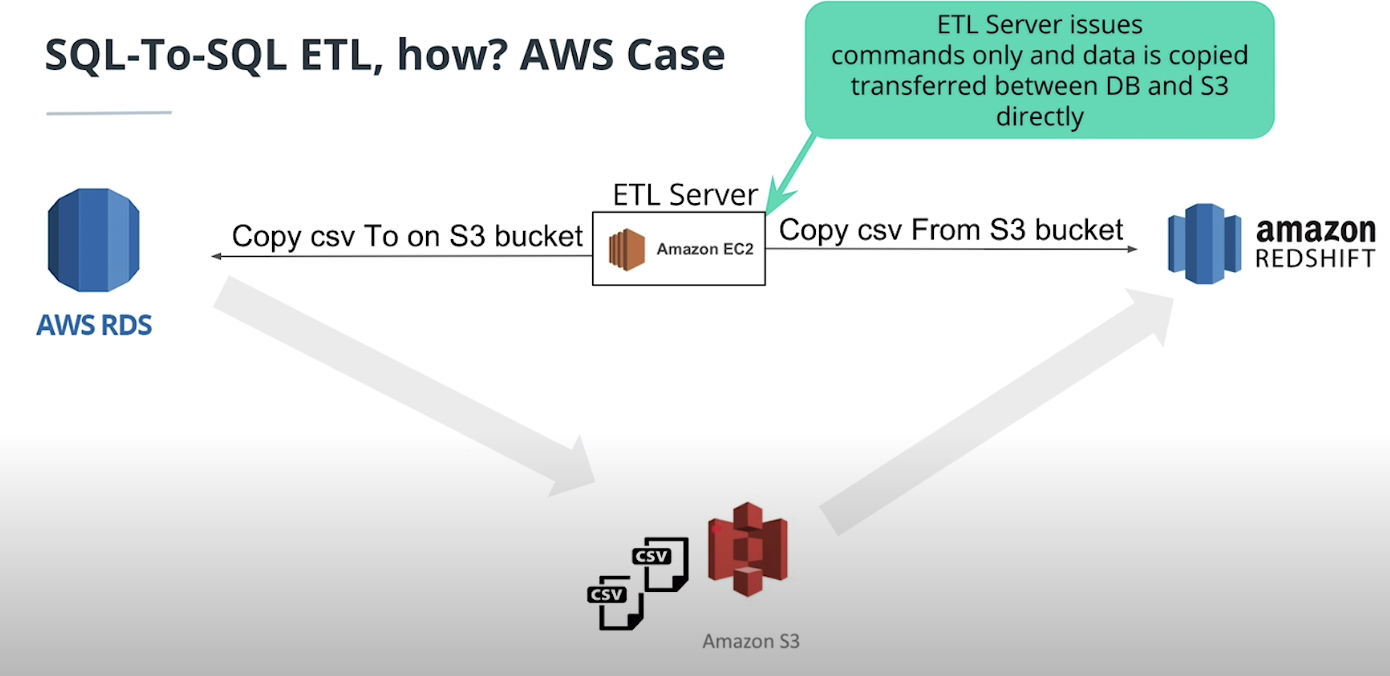 SQL-To-SQL ETL, how? AWS Case
ETL Server issues
commands only and data is copied
transferred between DB and S3
directly
ETL Server
Copy csv To on S3 bucket
Amazon EC2
Copy csv From S3 bucket
amazon
REDSHIFT
AWS RDS
CSV
CSV
Amazon S3